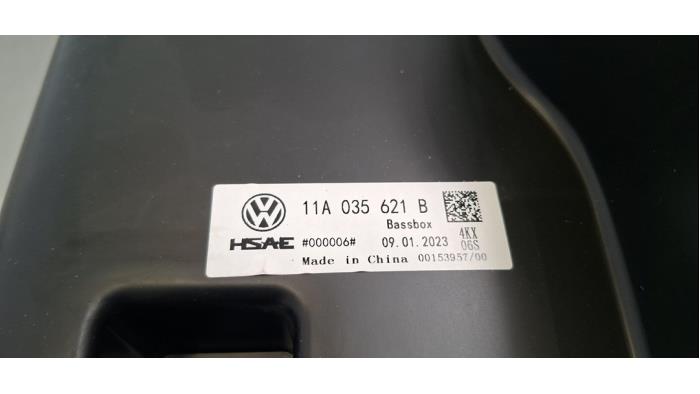 11A 035 621 B
Bassbox
HSAE #000006# 09.01.2023
4KX
06S
Made in China 00153957/00